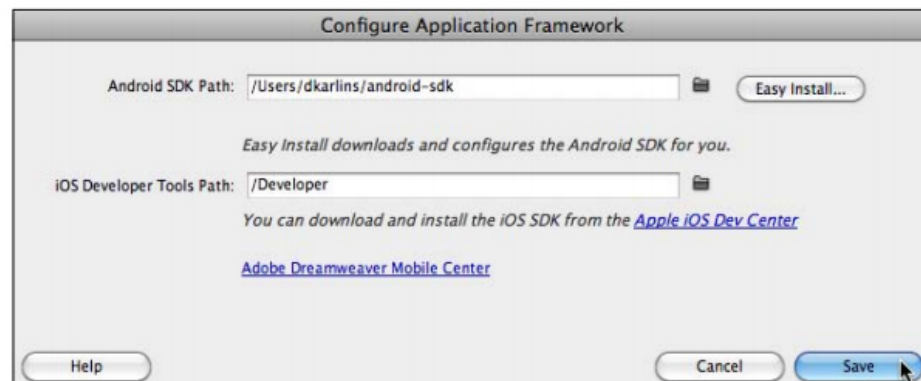 Configure Application Framework
Android SDK Path: /Users/dkarlins/android-sdk Easy Install...
Easy Install downloads and configures the Android SDK for you.
iOS Developer Tools Path: /Developer
You can download and install the iOS SDK from the Apple iOS Dev Center
Adobe Dreamweaver Mobile Center
Help Cancel Save